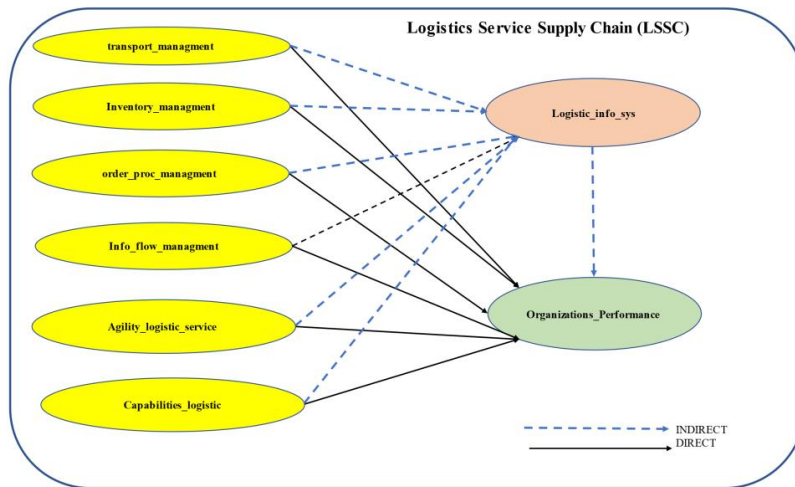 Logistics Service Supply Chain (LSSC)
transport_managment
Inventory_managment
Logistic_info_sys
order_proc_managment
Info_flow_managment
Organizations_Performance
Agility_logistic_service
Capabilities_logistic
INDIRECT
DIRECT